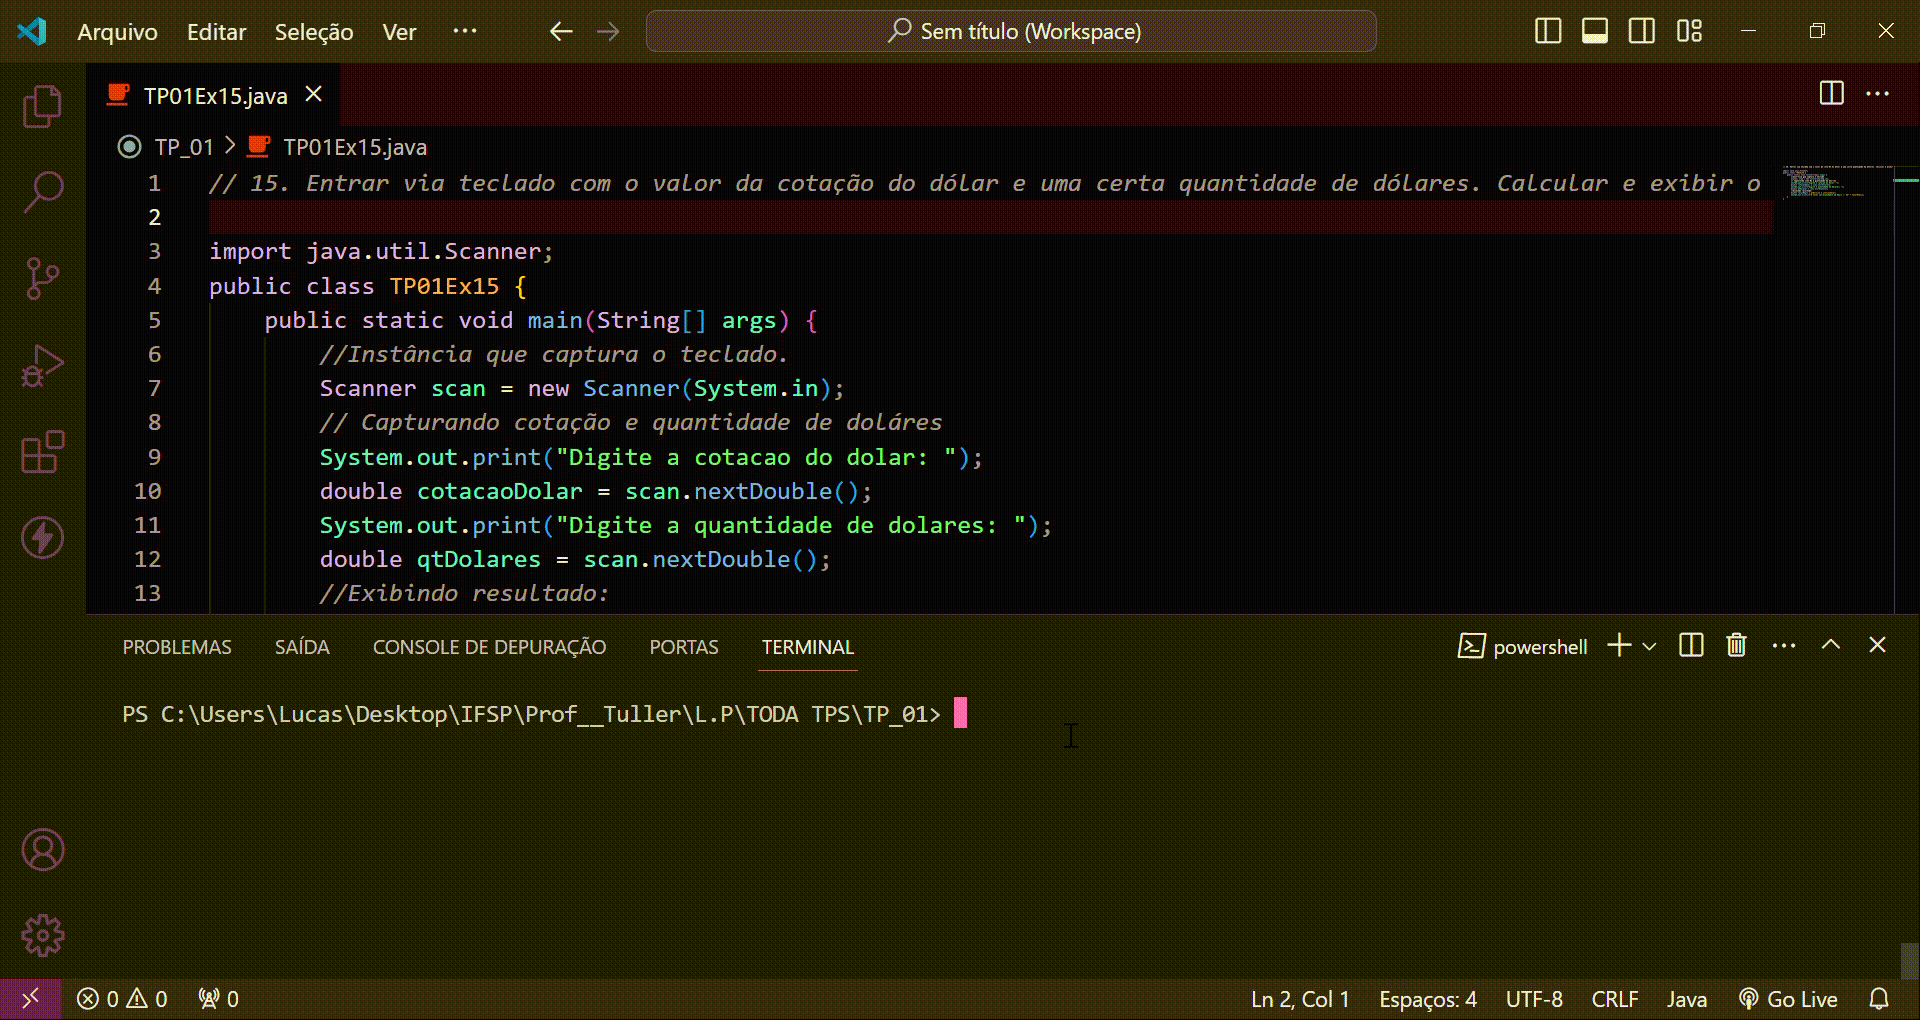 Arquivo Editar Seleção Ver ··· Sem título (Workspace)
TP01Ex15.java
TP_01 > TP01Ex15.java
1 // 15. Entrar via teclado com o valor da cotação do dólar e uma certa quantidade de dólares. Calcular e exibir o
2
3 import java.util.Scanner;
4 public class TP01Ex15 {
5 public static void main(String[] args) {
6 //Instância que captura o teclado.
7 Scanner scan = new Scanner(System.in);
8 // Capturando cotação e quantidade de doláres
9 System.out.print("Digite a cotacao do dolar: ");
10 double cotacaoDolar = scan.nextDouble();
11 System.out.print("Digite a quantidade de dolares: ");
12 double qtDolares = scan.nextDouble();
13 //Exibindo resultado:
PROBLEMAS SAÍDA CONSOLE DE DEPURAÇÃO PORTAS TERMINAL powershell
PS C:\Users\Lucas\Desktop\IFSP\Prof__Tuller\L.P\TODA TPS\TP_01>
0 0 0 Ln 2, Col 1 Espaços: 4 UTF-8 CRLF Java Go Live